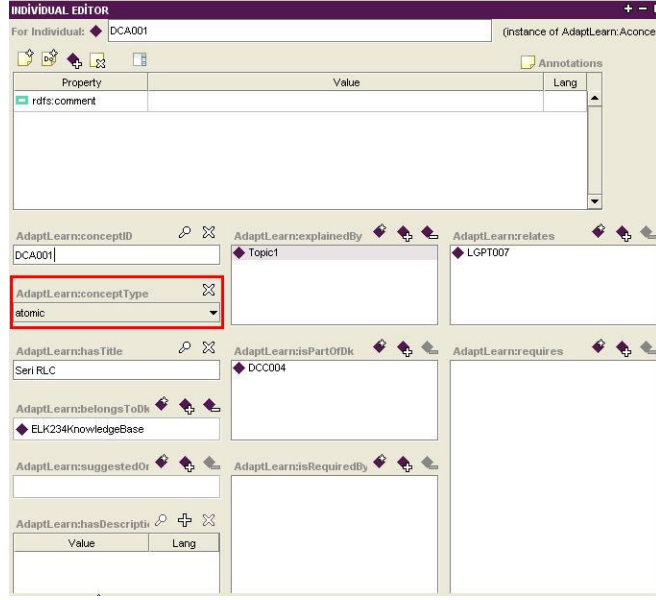 INDIVIDUAL EDITOR
For Individual: DCA001 (instance of AdaptLearn:Aconce
Annotations
Property Value Lang
rdfs:comment
AdaptLearn:conceptID AdaptLearn:explainedBy AdaptLearn:relates
DCA001 Topic1 LGPT007
AdaptLearn:conceptType
atomic
AdaptLearn:hasTitle AdaptLearn:isPartOfDk AdaptLearn:requires
Seri RLC DCC004
AdaptLearn:belongsToDk
ELK234KnowledgeBase
AdaptLearn:suggestedOr AdaptLearn:isRequiredBy
AdaptLearn:hasDescripti
Value Lang